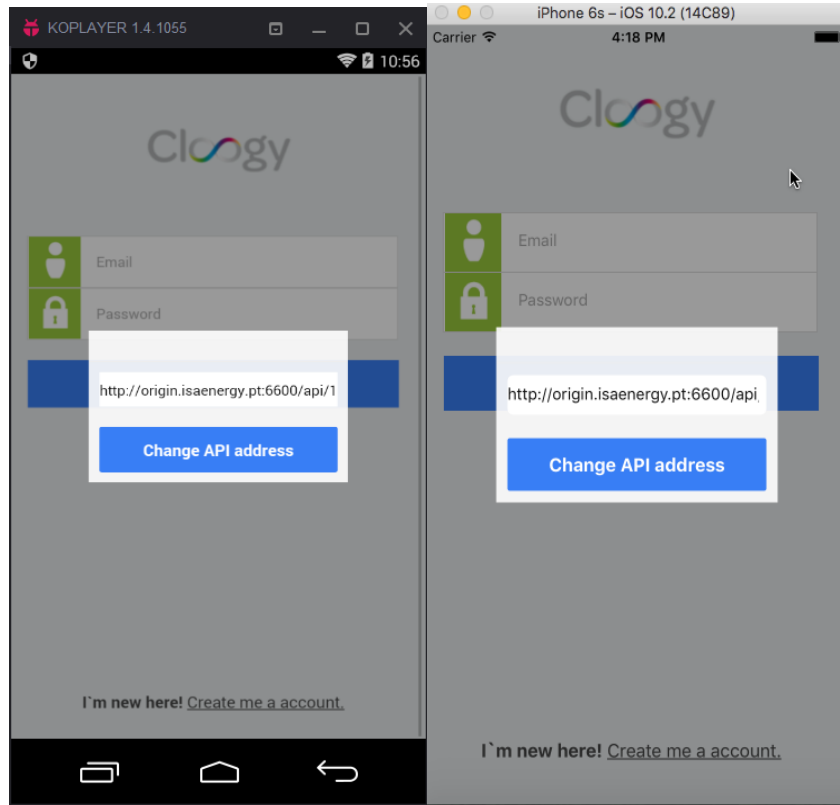 KOPLAYER 1.4.1055
10:56
Cloogy
Email
Password
http://origin.isaenergy.pt:6600/api/1
Change API address
I`m new here! Create me a account.
iPhone 6s – iOS 10.2 (14C89)
Carrier
4:18 PM
Cloogy
Email
Password
http://origin.isaenergy.pt:6600/api
Change API address
I`m new here! Create me a account.